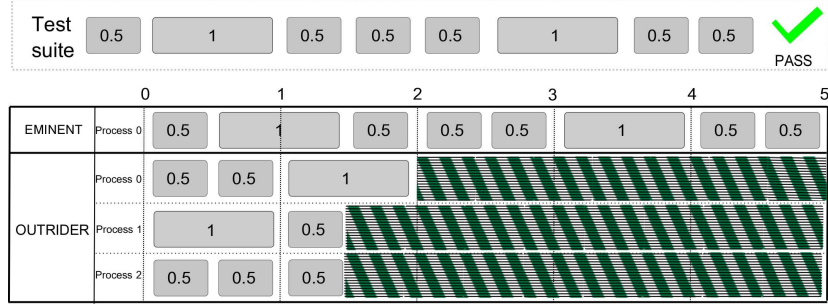 Test suite 0.5 1 0.5 0.5 0.5 1 0.5 0.5 PASS
0 1 2 3 4 5
EMINENT Process 0 0.5 1 0.5 0.5 0.5 1 0.5 0.5
Process 0 0.5 0.5 1
OUTRIDER Process 1 1 0.5
Process 2 0.5 0.5 0.5